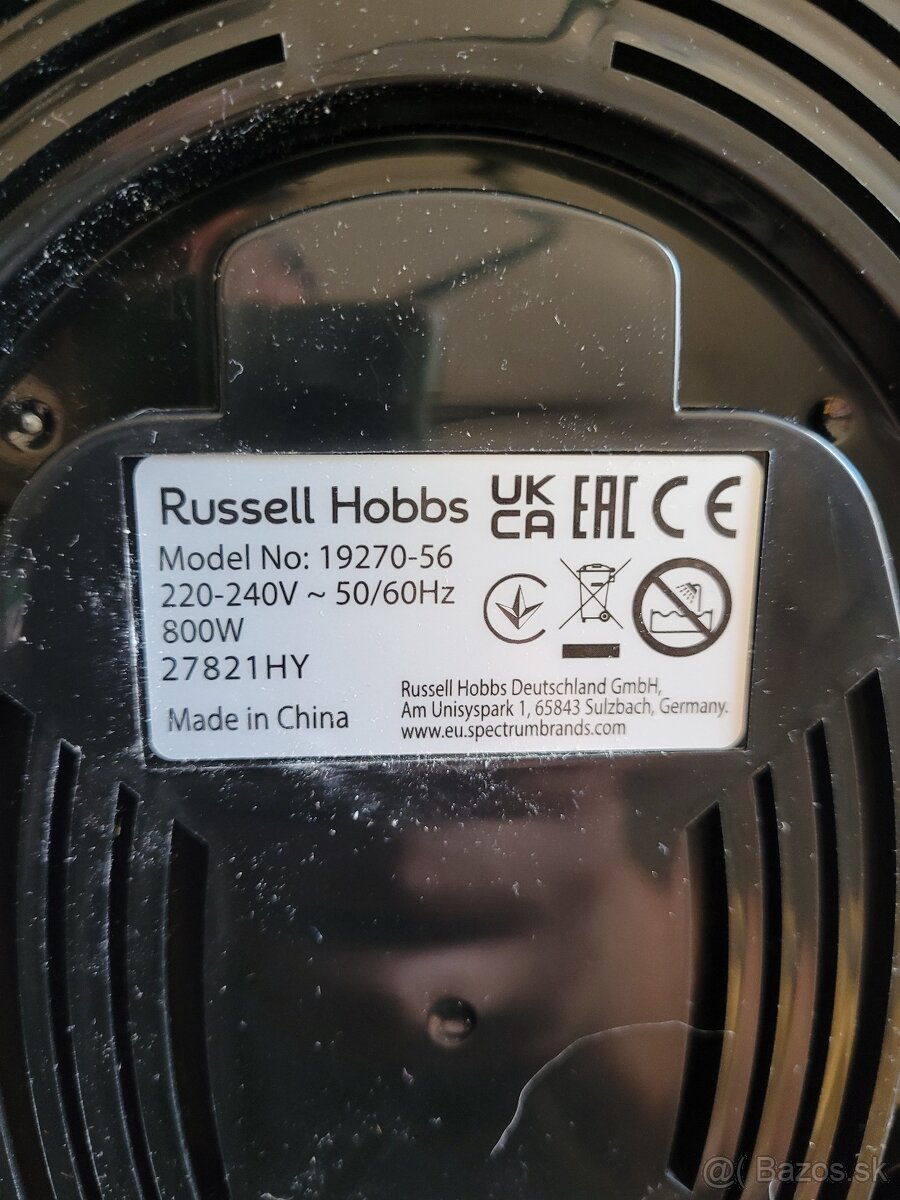 Russell Hobbs
UK
CA
EAC
CE
Model No: 19270-56
220-240V ~ 50/60Hz
800W
27821HY
Made in China
Russell Hobbs Deutschland GmbH,
Am Unisyspark 1, 65843 Sulzbach, Germany.
www.eu.spectrumbrands.com
Bazos.sk